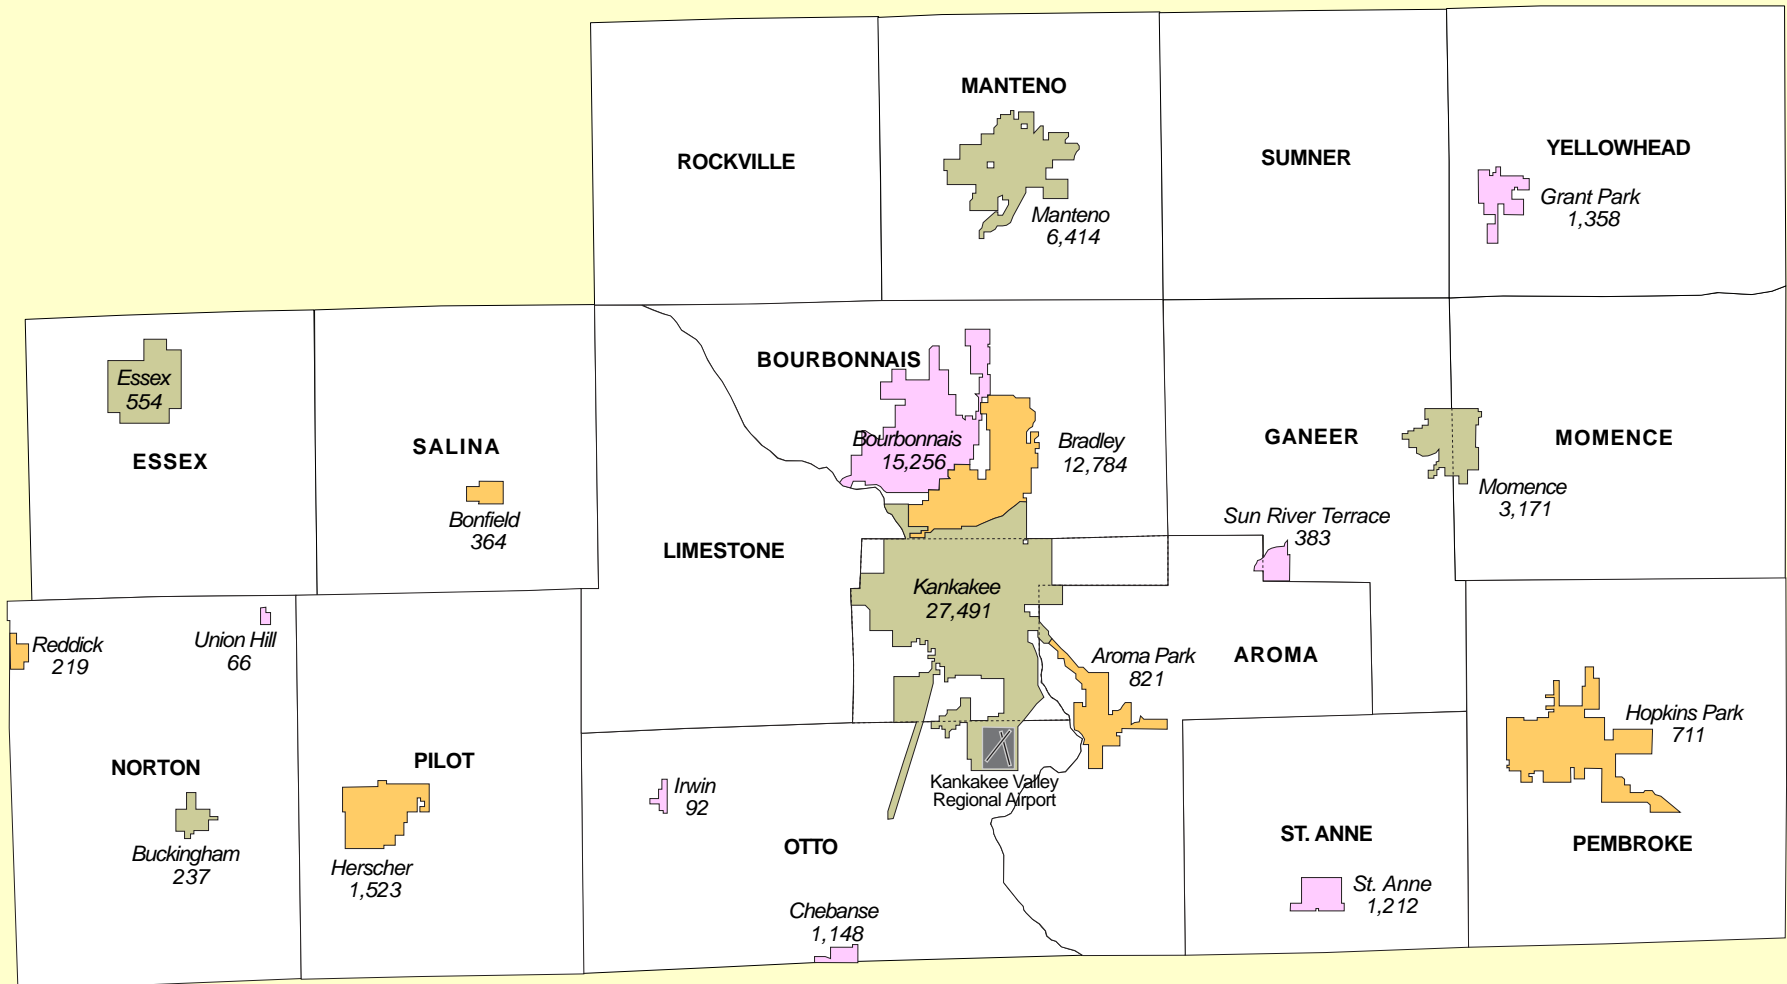 MANTENO
ROCKVILLE
SUMNER
YELLOWHEAD
Grant Park
1,358
Manteno
6,414
Essex
554
ESSEX
SALINA
Bonfield
364
BOURBONNAIS
Bourbonnais
15,256
Bradley
12,784
GANEER
MOMENCE
Momence
3,171
Sun River Terrace
383
LIMESTONE
Kankakee
27,491
Reddick
219
Union Hill
66
Aroma Park
821
AROMA
Hopkins Park
711
NORTON
PILOT
Buckingham
237
Herscher
1,523
Irwin
92
Kankakee Valley
Regional Airport
OTTO
ST. ANNE
PEMBROKE
St. Anne
1,212
Chebanse
1,148